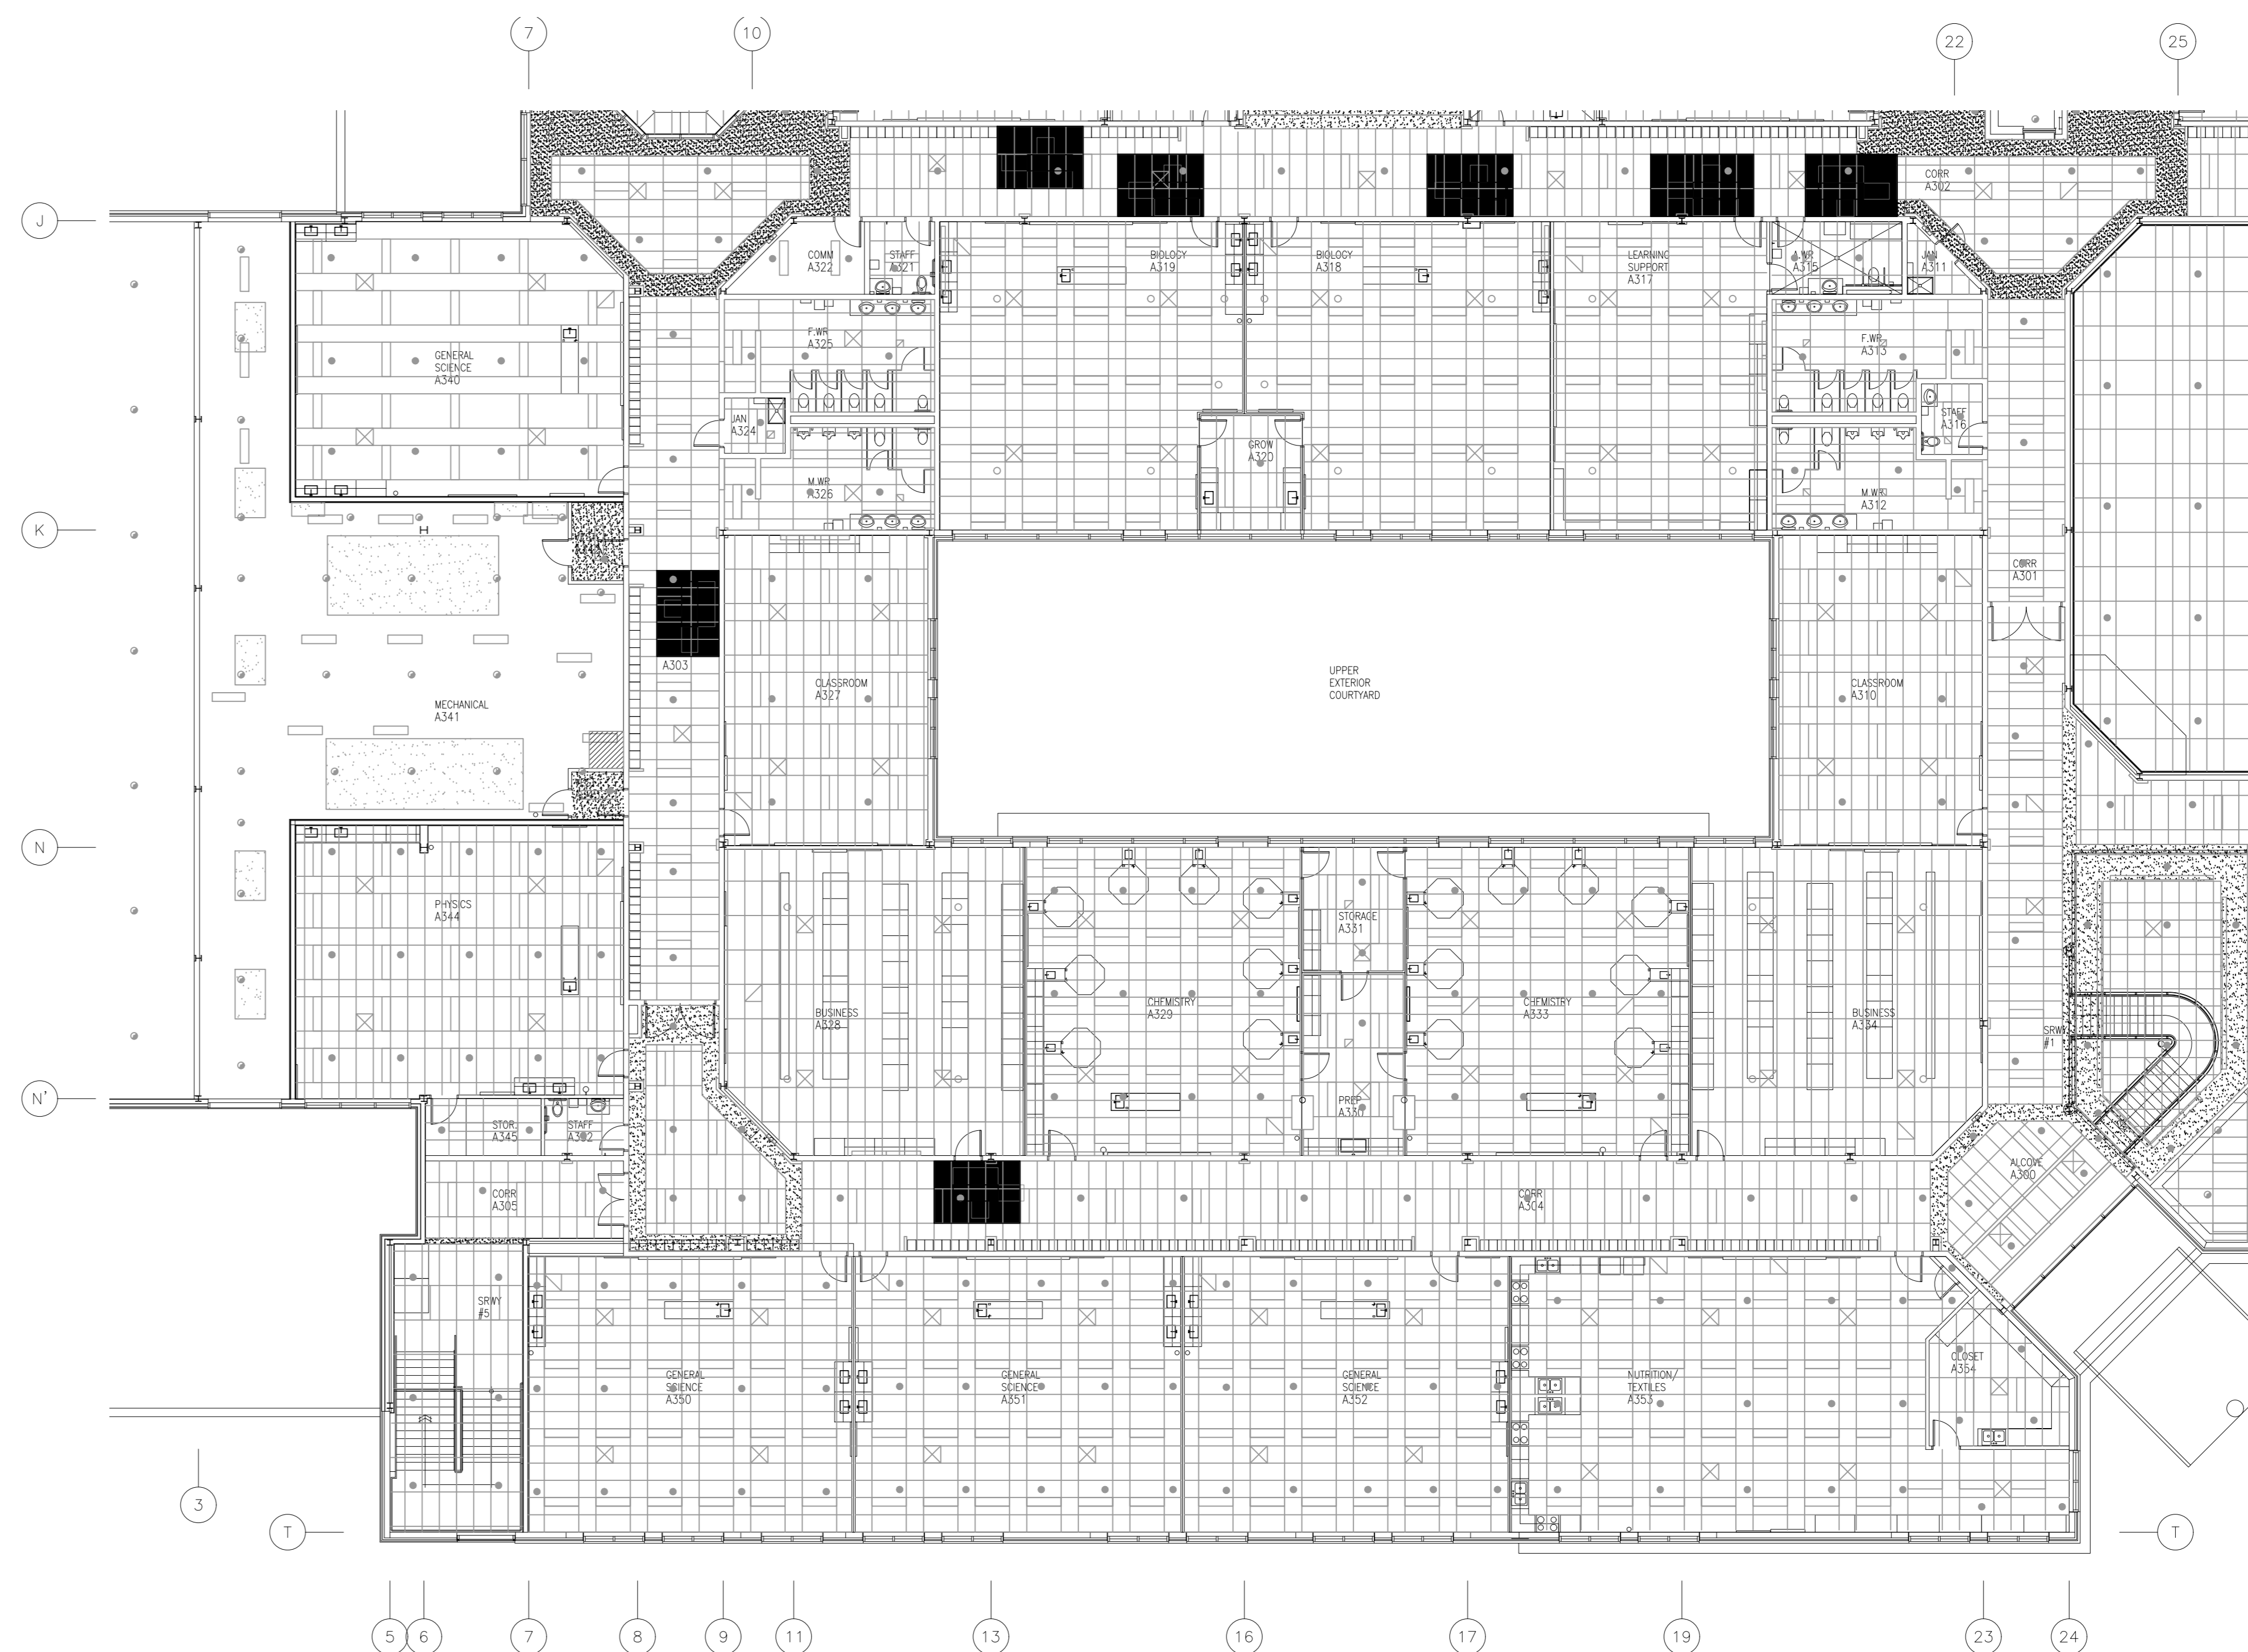 7
10
22
25
J
CORR
A302
COMM
A322
STAFF
A321
BIOLOGY
A319
BIOLOGY
A318
LEARNING
SUPPORT
A317
A315
JAN
A311
GENERAL
SCIENCE
A340
F.WR
A325
F.WR
A313
JAN
A324
GROW
A320
STAFF
A316
M.WR
A326
M.WR
A312
K
CORR
A301
A303
CLASSROOM
A327
UPPER
EXTERIOR
COURTYARD
CLASSROOM
A310
MECHANICAL
A341
N
PHYSICS
A344
STORAGE
A331
BUSINESS
A328
CHEMISTRY
A329
CHEMISTRY
A333
BUSINESS
A334
SRWY
#1
N'
STOR.
A345
STAFF
PREP
A330
ALCOVE
A300
CORR
A305
CORR
A304
SRWY
#5
GENERAL
SCIENCE
A350
GENERAL
SCIENCE
A351
GENERAL
SCIENCE
A352
NUTRITION/
TEXTILES
A353
CLOSET
A354
3
T
T
5
6
7
8
9
11
13
16
17
19
23
24